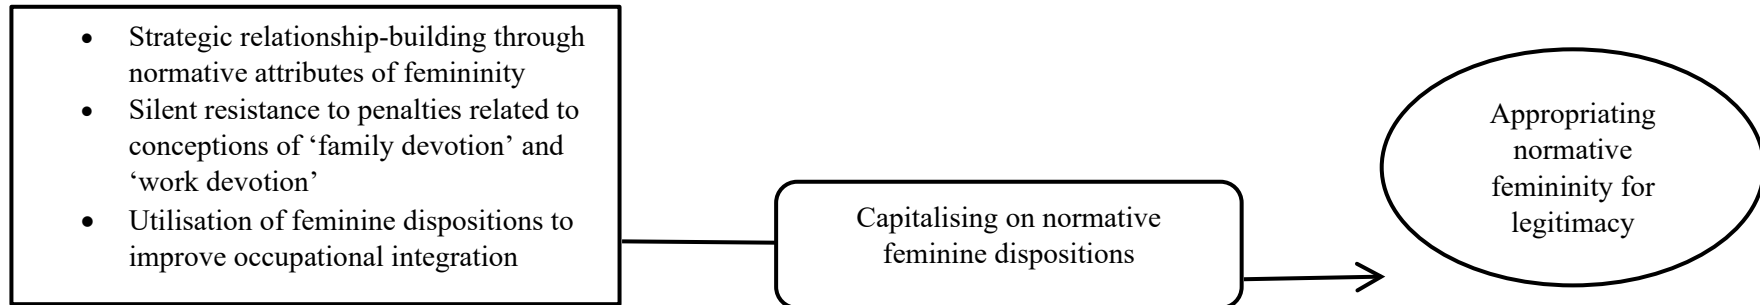 • Strategic relationship-building through
normative attributes of femininity
• Silent resistance to penalties related to
conceptions of ‘family devotion’ and
‘work devotion’
• Utilisation of feminine dispositions to
improve occupational integration
Capitalising on normative
feminine dispositions
Appropriating
normative
femininity for
legitimacy